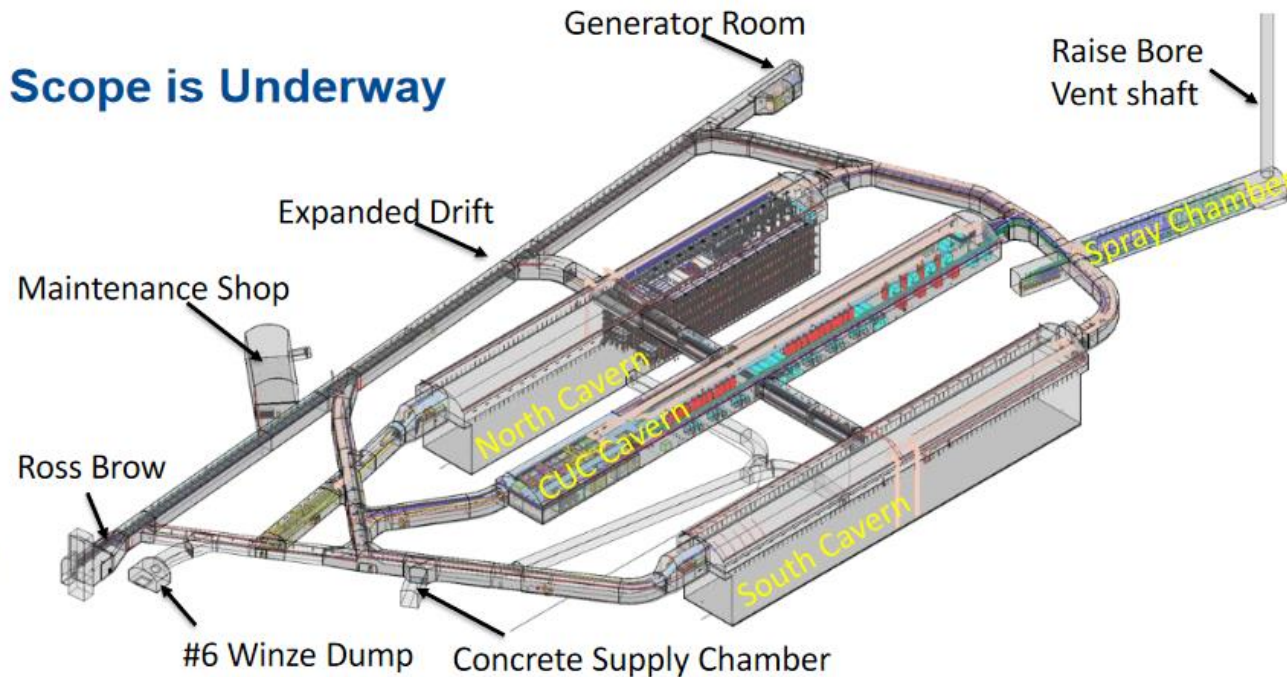 Generator Room
Raise Bore
Vent shaft
Scope is Underway
Expanded Drift
Spray Chamber
Maintenance Shop
North Cavern
CUC Cavern
Ross Brow
South Cavern
#6 Winze Dump
Concrete Supply Chamber